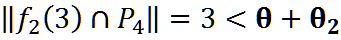 ‖f₂(3) ∩ P₄‖ = 3 < 𝛉 + 𝛉₂